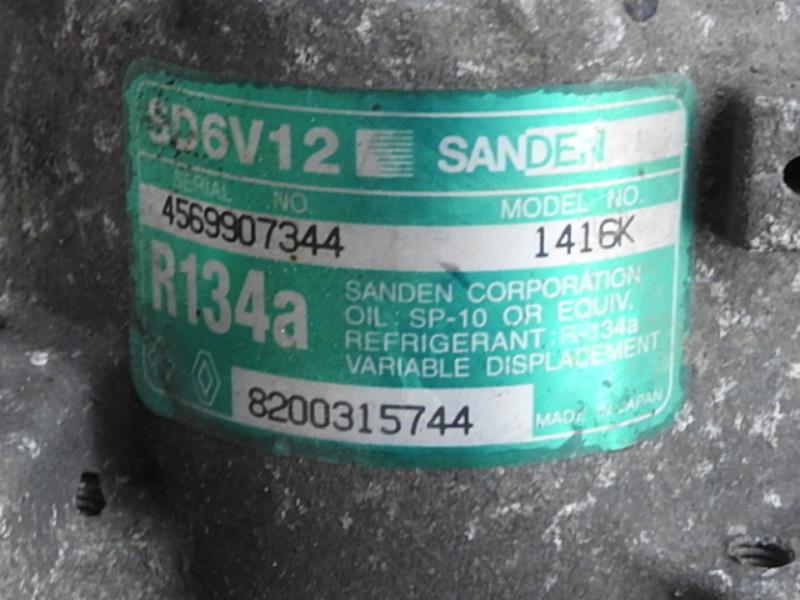 SD6V12 SANDEN
SERIAL NO. MODEL NO.
4569907344 1416K
R134a
SANDEN CORPORATION
OIL: SP-10 OR EQUIV.
REFRIGERANT: R-134a
VARIABLE DISPLACEMENT
8200315744 MADE IN JAPAN